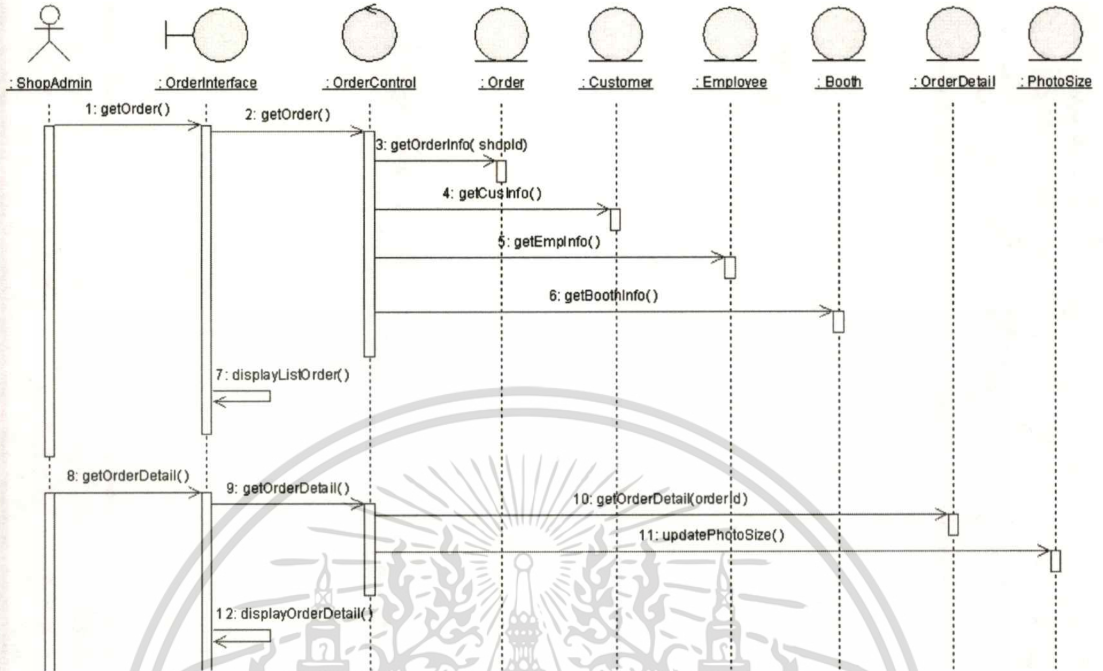 : ShopAdmin
: OrderInterface
: OrderControl
: Order
: Customer
: Employee
: Booth
: OrderDetail
: PhotoSize
1: getOrder()
2: getOrder()
3: getOrderInfo( shopId)
4: getCusInfo()
5: getEmpInfo()
6: getBoothInfo()
7: displayListOrder()
8: getOrderDetail()
9: getOrderDetail()
10: getOrderDetail(orderId)
11: updatePhotoSize()
12: displayOrderDetail()